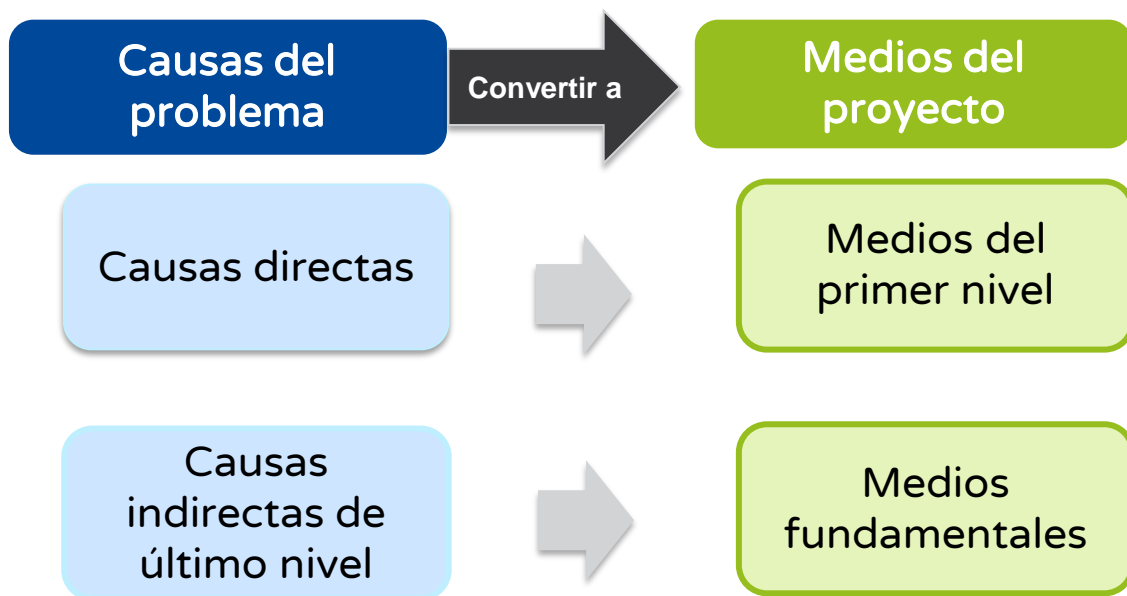 Causas del
problema
Convertir a
Medios del
proyecto
Causas directas
Medios del
primer nivel
Causas
indirectas de
último nivel
Medios
fundamentales